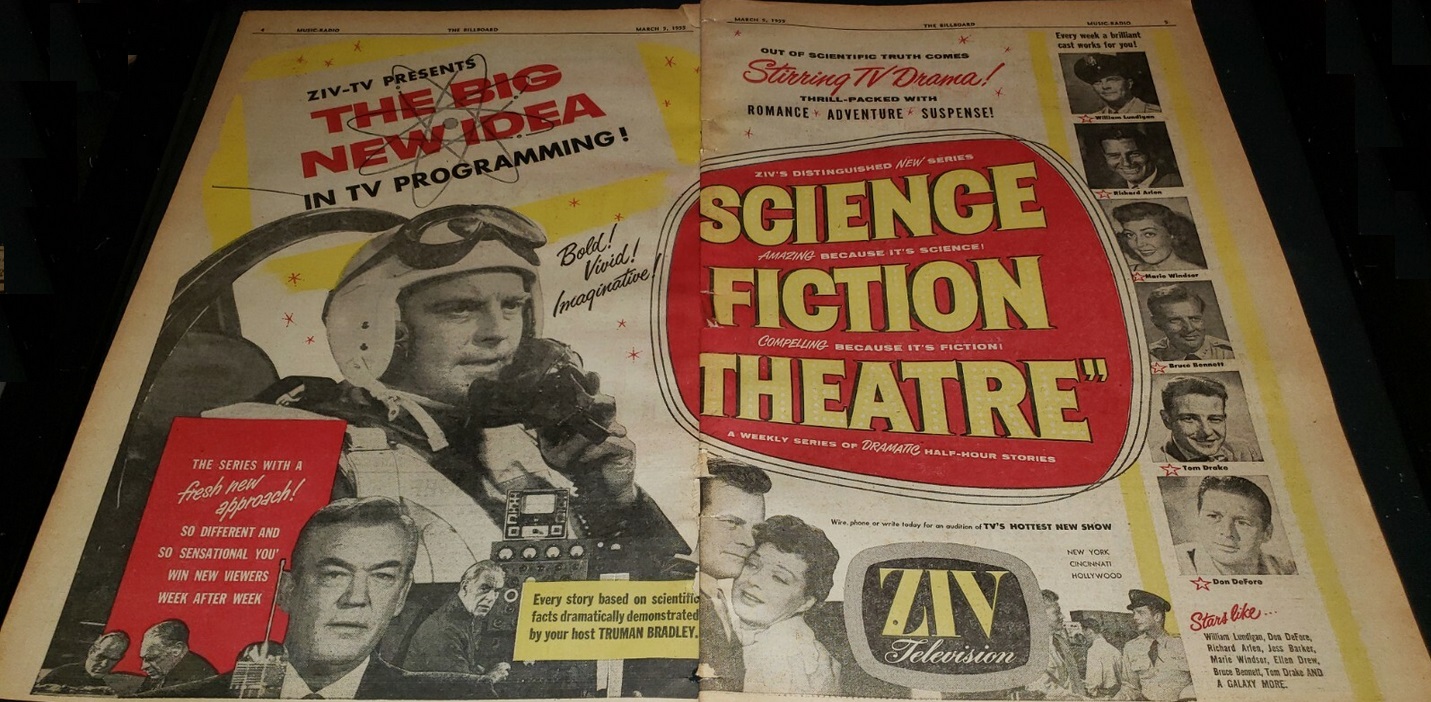 4 MUSIC-RADIO THE BILLBOARD MARCH 5, 1955
ZIV-TV PRESENTS
THE BIG
NEW IDEA
IN TV PROGRAMMING!
Bold!
Vivid!
Imaginative!
THE SERIES WITH A
fresh new
approach!
SO DIFFERENT AND
SO SENSATIONAL YOU'
WIN NEW VIEWERS
WEEK AFTER WEEK
Every story based on scientific
facts dramatically demonstrated
by your host TRUMAN BRADLEY.
MARCH 5, 1955 THE BILLBOARD MUSIC-RADIO 5
OUT OF SCIENTIFIC TRUTH COMES
Stirring TV Drama!
THRILL-PACKED WITH
ROMANCE * ADVENTURE * SUSPENSE!
ZIV'S DISTINGUISHED NEW SERIES
SCIENCE
AMAZING BECAUSE IT'S SCIENCE!
FICTION
COMPELLING BECAUSE IT'S FICTION!
THEATRE"
A WEEKLY SERIES OF DRAMATIC HALF-HOUR STORIES
Wire, phone or write today for an audition of TV'S HOTTEST NEW SHOW
NEW YORK
CINCINNATI
HOLLYWOOD
ZIV
Television
Every week a brilliant
cast works for you!
William Lundigan
Richard Arlen
Marie Windsor
Bruce Bennett
Tom Drake
Don DeFore
Stars like...
William Lundigan, Don DeFore,
Richard Arlen, Jess Barker,
Marie Windsor, Ellen Drew,
Bruce Bennett, Tom Drake AND
A GALAXY MORE.